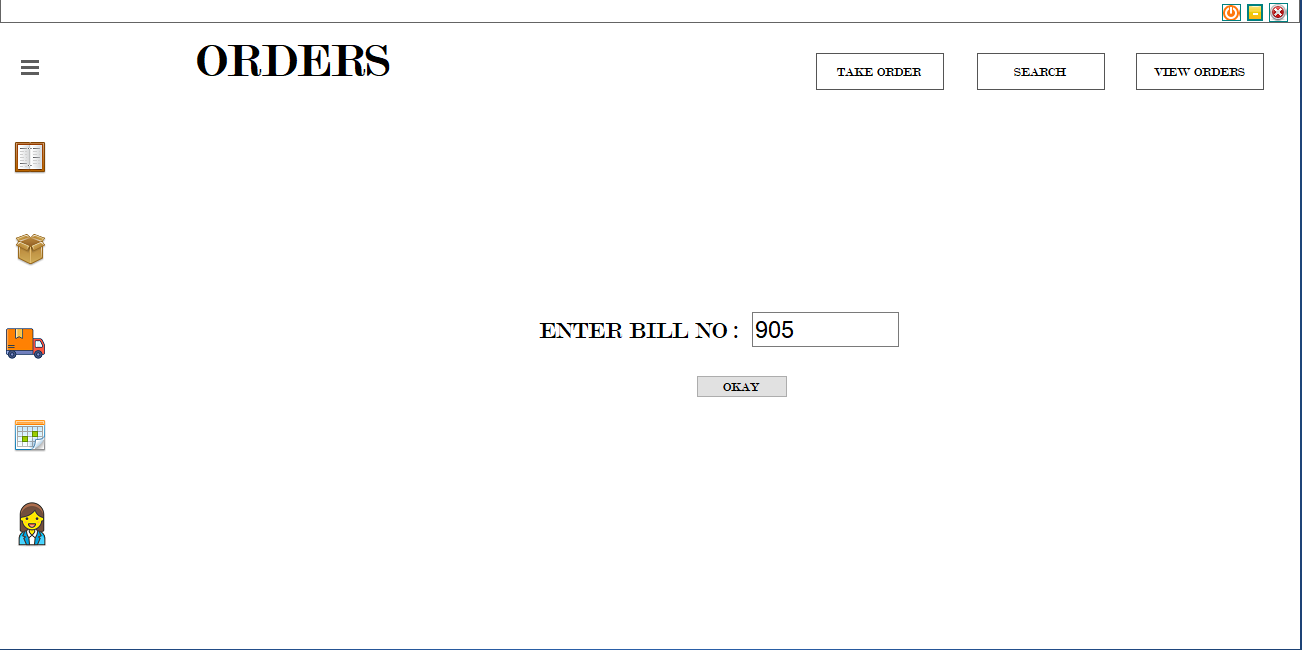 ORDERS
TAKE ORDER
SEARCH
VIEW ORDERS
ENTER BILL NO : 905
OKAY